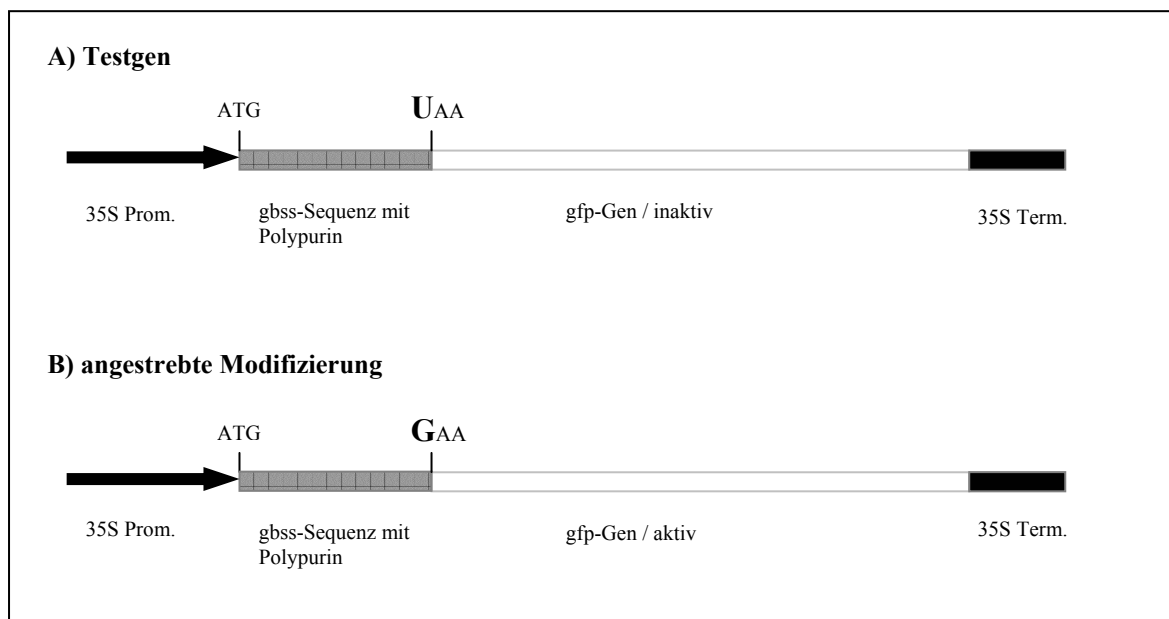 A) Testgen
ATG UAA
35S Prom. gbss-Sequenz mit gfp-Gen / inaktiv 35S Term.
Polypurin
B) angestrebte Modifizierung
ATG GAA
35S Prom. gbss-Sequenz mit gfp-Gen / aktiv 35S Term.
Polypurin